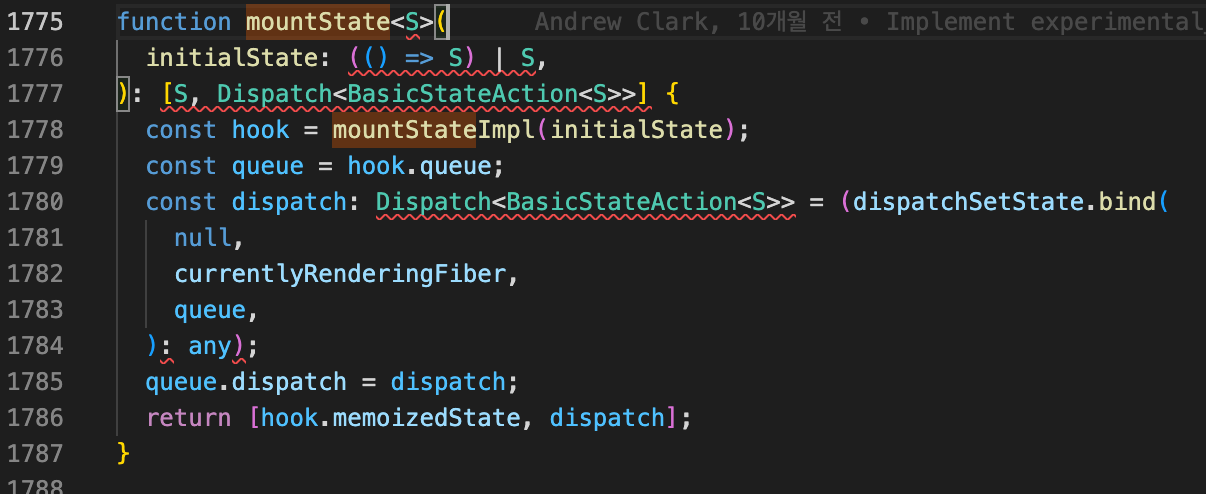 1775 function mountState<S>( Andrew Clark, 10개월 전 • Implement experimental
1776 initialState: (() => S) | S,
1777 ): [S, Dispatch<BasicStateAction<S>>] {
1778 const hook = mountStateImpl(initialState);
1779 const queue = hook.queue;
1780 const dispatch: Dispatch<BasicStateAction<S>> = (dispatchSetState.bind(
1781 null,
1782 currentlyRenderingFiber,
1783 queue,
1784 ): any);
1785 queue.dispatch = dispatch;
1786 return [hook.memoizedState, dispatch];
1787 }
1788